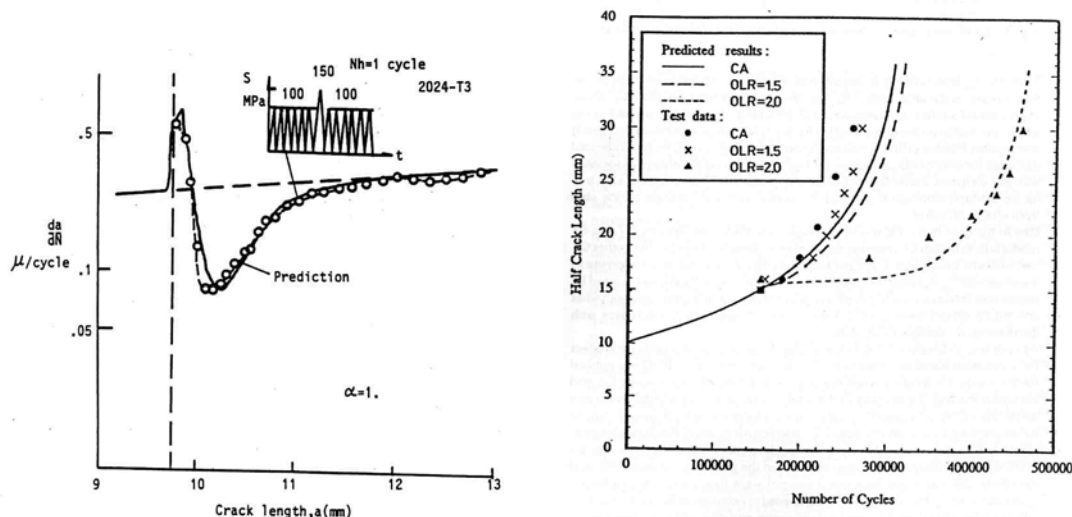 Nh=1 cycle
S
150
2024-T3
MPa
100
100
t
.5
da
dN
μ/cycle
.1
Prediction
.05
α=1.
9
10
11
12
13
Crack length,a(mm)
40
35
30
25
20
15
10
5
0
Half Crack Length (mm)
Predicted results :
CA
OLR=1.5
OLR=2.0
Test data :
CA
OLR=1.5
OLR=2.0
0
100000
200000
300000
400000
500000
Number of Cycles